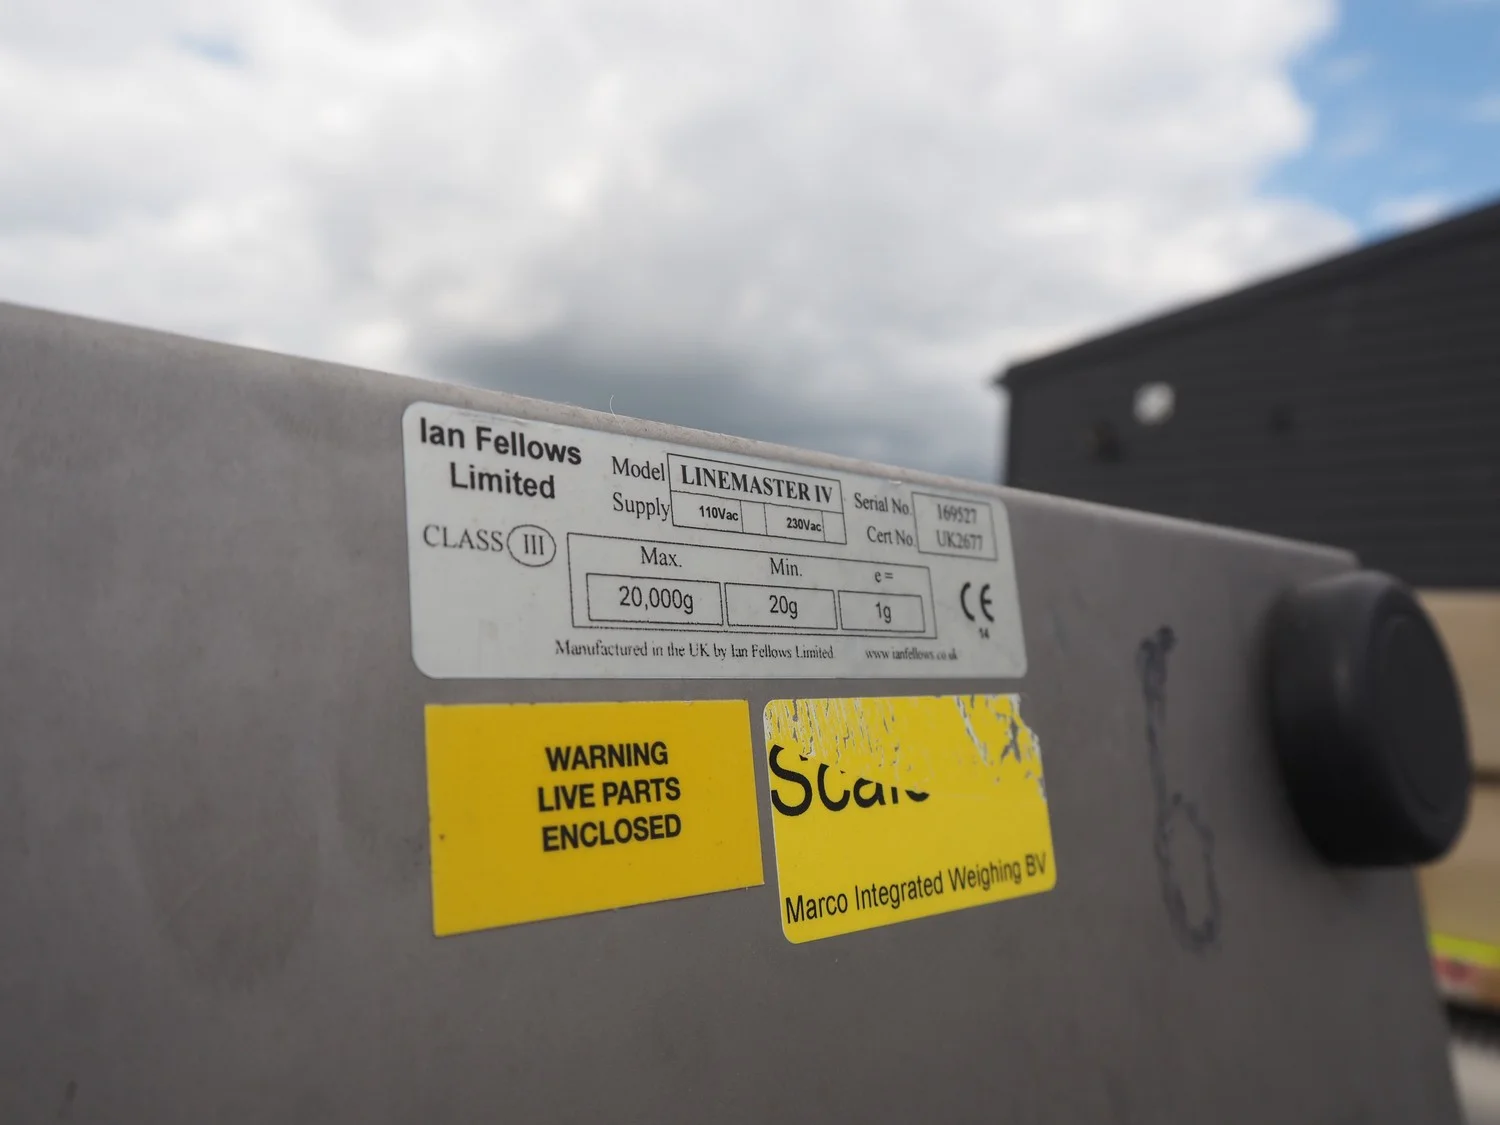 Ian Fellows
Limited
CLASS III
Model LINEMASTER IV
Supply 110Vac 230Vac
Serial No. 169527
Cert No. UK2677
Max. Min. e =
20,000g 20g 1g
CE
14
Manufactured in the UK by Ian Fellows Limited. www.ianfellows.co.uk
WARNING
LIVE PARTS
ENCLOSED
Scale
Marco Integrated Weighing BV